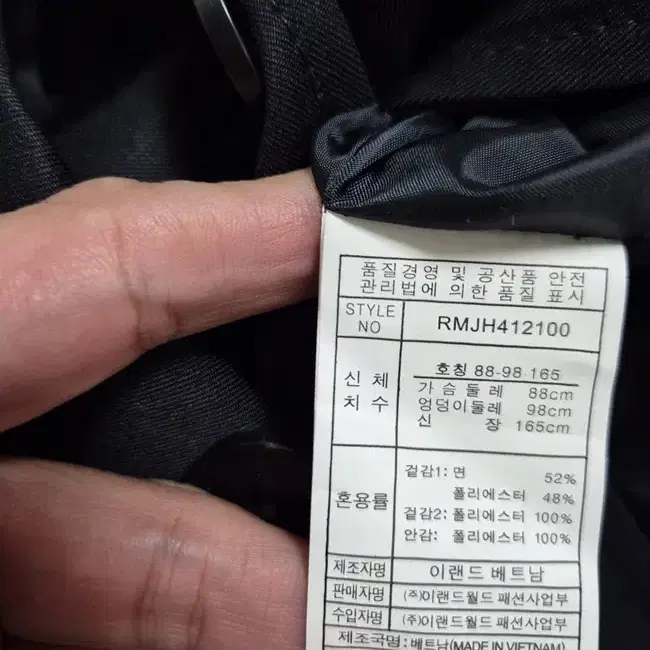 품질경영 및 공산품 안전
관리법에 의한 품질 표시
STYLE NO RMJH412100
신체 치수
호칭 88-98-165
가슴둘레 88cm
엉덩이둘레 98cm
신장 165cm
혼용률
겉감1: 면 52%
폴리에스터 48%
겉감2: 폴리에스터 100%
안감: 폴리에스터 100%
제조자명 이랜드 베트남
판매자명 (주)이랜드월드 패션사업부
수입자명 (주)이랜드월드 패션사업부
제조국명: 베트남(MADE IN VIETNAM)